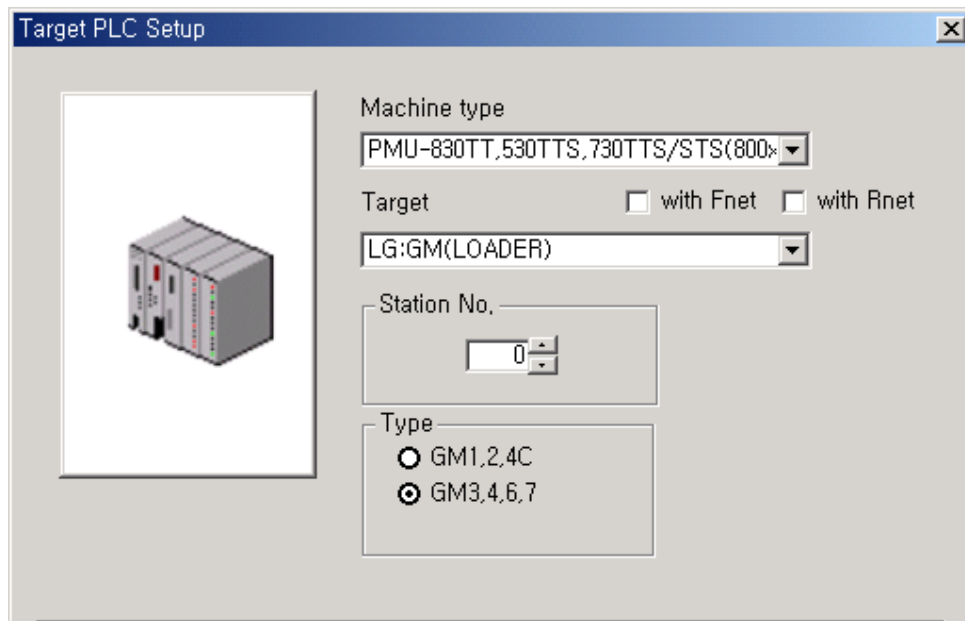 Target PLC Setup
Machine type
PMU-830TT,530TTS,730TTS/STS(800x
Target with Fnet with Rnet
LG:GM(LOADER)
Station No.
0
Type
GM1,2,4C
GM3,4,6,7